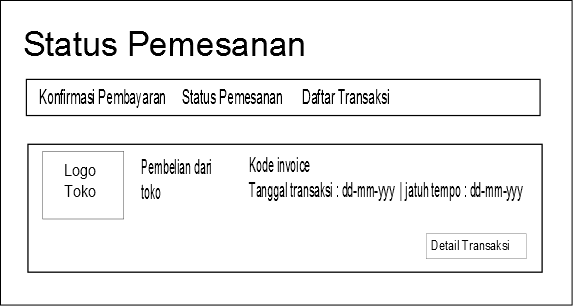 Status Pemesanan
Konfirmasi Pembayaran Status Pemesanan Daftar Transaksi
Logo
Toko
Pembelian dari
toko
Kode invoice
Tanggal transaksi : dd-mm-yyy | jatuh tempo : dd-mm-yyy
Detail Transaksi